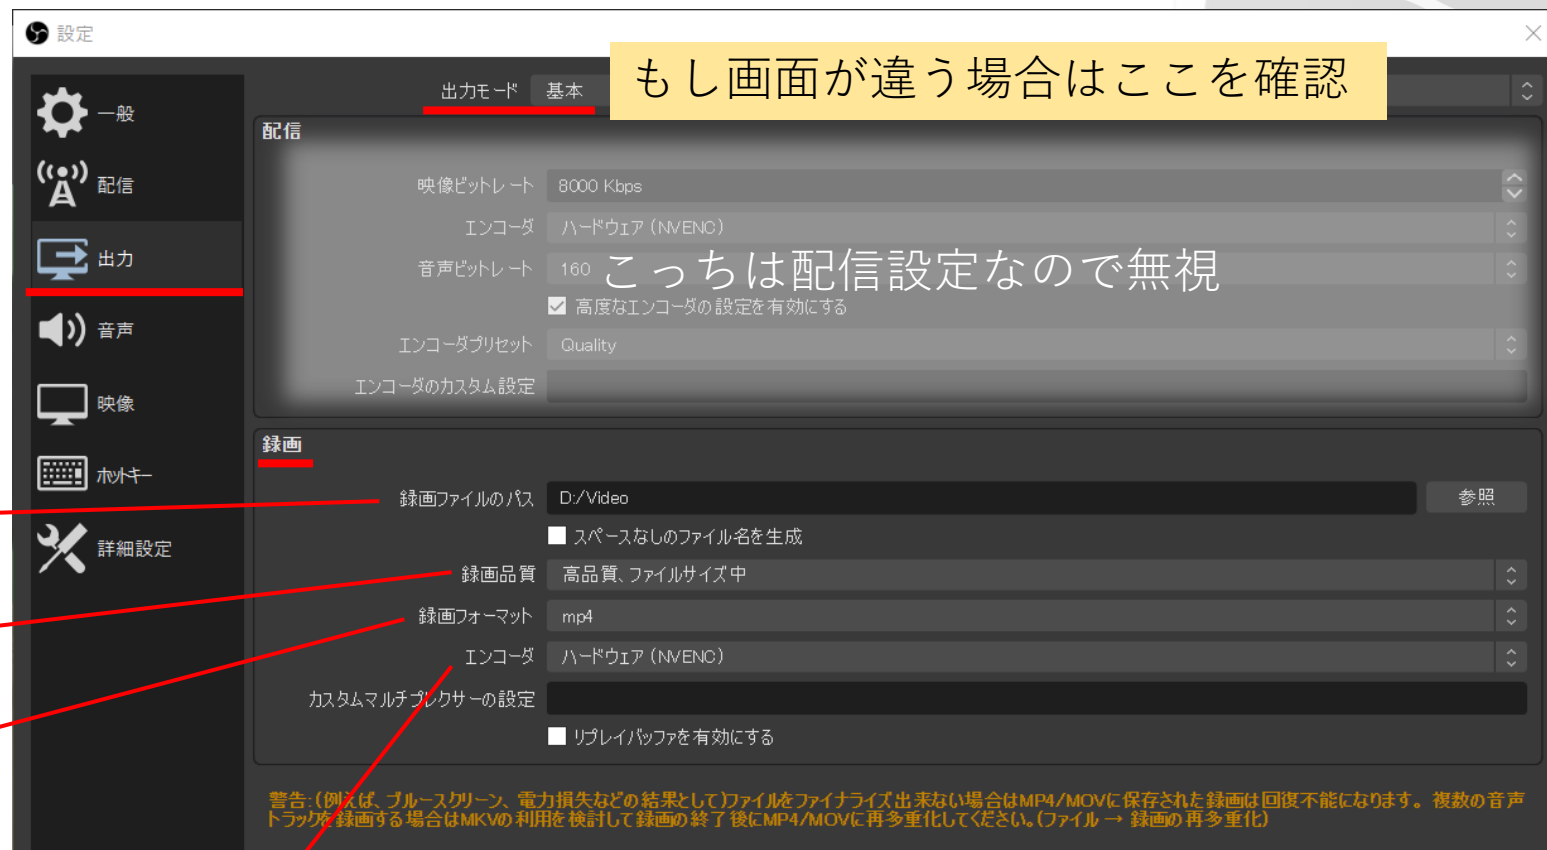 設定
もし画面が違う場合はここを確認
出力モード 基本
一般
配信
配信
映像ビットレート 8000 Kbps
エンコーダ ハードウェア (NVENC)
出力
音声ビットレート 160
こっちは配信設定なので無視
高度なエンコーダの設定を有効にする
音声
エンコーダプリセット Quality
エンコーダのカスタム設定
映像
録画
ホットキー
録画ファイルのパス D:/Video 参照
スペースなしのファイル名を生成
詳細設定
録画品質 高品質、ファイルサイズ中
録画フォーマット mp4
エンコーダ ハードウェア (NVENC)
カスタムマルチプレクサーの設定
リプレイバッファを有効にする
警告:(例えば、ブルースクリーン、電力損失などの結果として)ファイルをファイナライズ出来ない場合はMP4/MOVに保存された録画は回復不能になります。複数の音声
トラックを録画する場合はMKVの利用を検討して録画の終了後にMP4/MOVに再多重化してください。(ファイル → 録画の再多重化)